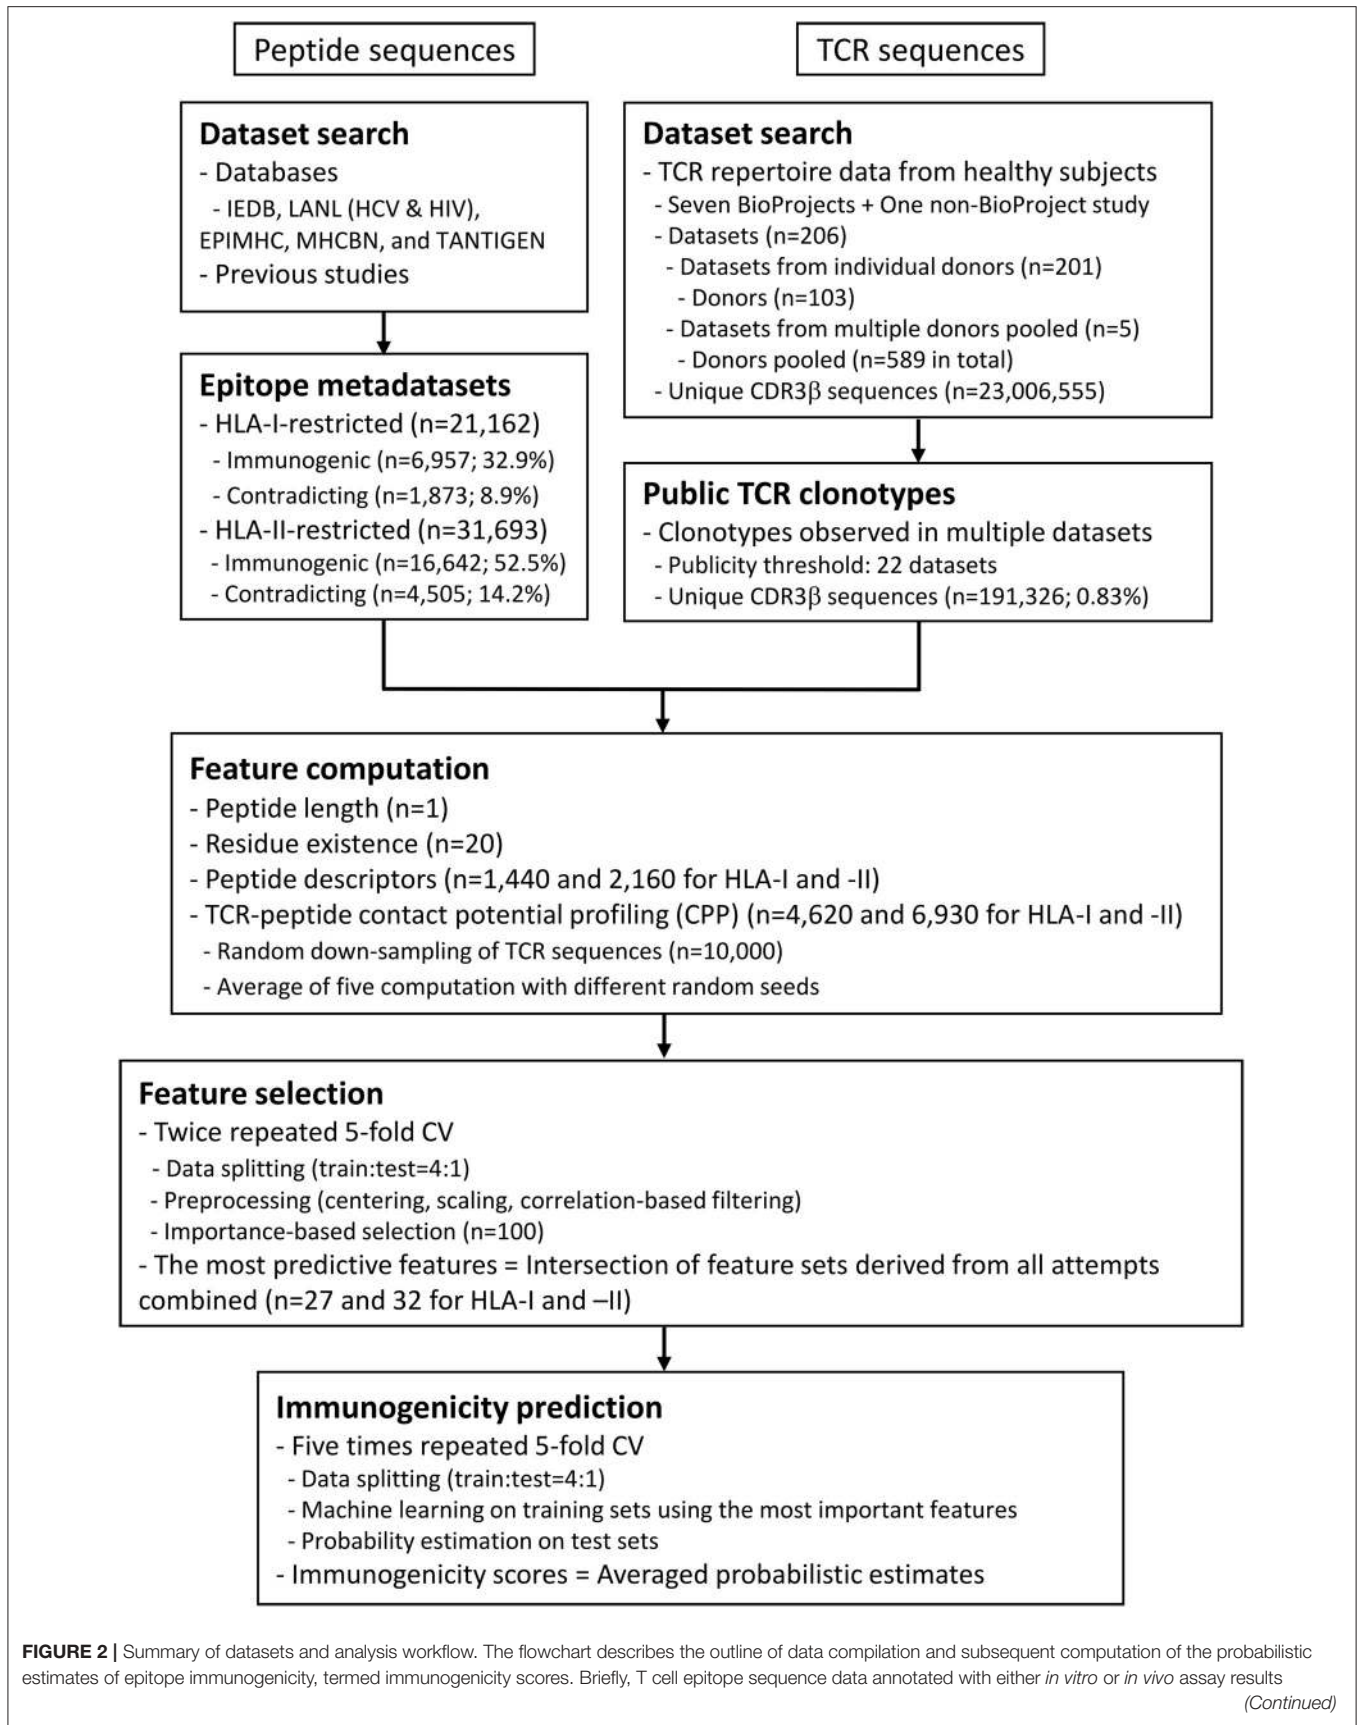 Peptide sequences
TCR sequences
Dataset search
- Databases
- IEDB, LANL (HCV & HIV),
EPIMHC, MHCBN, and TANTIGEN
- Previous studies
Epitope metadatasets
- HLA-I-restricted (n=21,162)
- Immunogenic (n=6,957; 32.9%)
- Contradicting (n=1,873; 8.9%)
- HLA-II-restricted (n=31,693)
- Immunogenic (n=16,642; 52.5%)
- Contradicting (n=4,505; 14.2%)
Dataset search
- TCR repertoire data from healthy subjects
- Seven BioProjects + One non-BioProject study
- Datasets (n=206)
- Datasets from individual donors (n=201)
- Donors (n=103)
- Datasets from multiple donors pooled (n=5)
- Donors pooled (n=589 in total)
- Unique CDR3β sequences (n=23,006,555)
Public TCR clonotypes
- Clonotypes observed in multiple datasets
- Publicity threshold: 22 datasets
- Unique CDR3β sequences (n=191,326; 0.83%)
Feature computation
- Peptide length (n=1)
- Residue existence (n=20)
- Peptide descriptors (n=1,440 and 2,160 for HLA-I and -II)
- TCR-peptide contact potential profiling (CPP) (n=4,620 and 6,930 for HLA-I and -II)
- Random down-sampling of TCR sequences (n=10,000)
- Average of five computation with different random seeds
Feature selection
- Twice repeated 5-fold CV
- Data splitting (train:test=4:1)
- Preprocessing (centering, scaling, correlation-based filtering)
- Importance-based selection (n=100)
- The most predictive features = Intersection of feature sets derived from all attempts
combined (n=27 and 32 for HLA-I and –II)
Immunogenicity prediction
- Five times repeated 5-fold CV
- Data splitting (train:test=4:1)
- Machine learning on training sets using the most important features
- Probability estimation on test sets
- Immunogenicity scores = Averaged probabilistic estimates
FIGURE 2 | Summary of datasets and analysis workflow. The flowchart describes the outline of data compilation and subsequent computation of the probabilistic
estimates of epitope immunogenicity, termed immunogenicity scores. Briefly, T cell epitope sequence data annotated with either in vitro or in vivo assay results
(Continued)